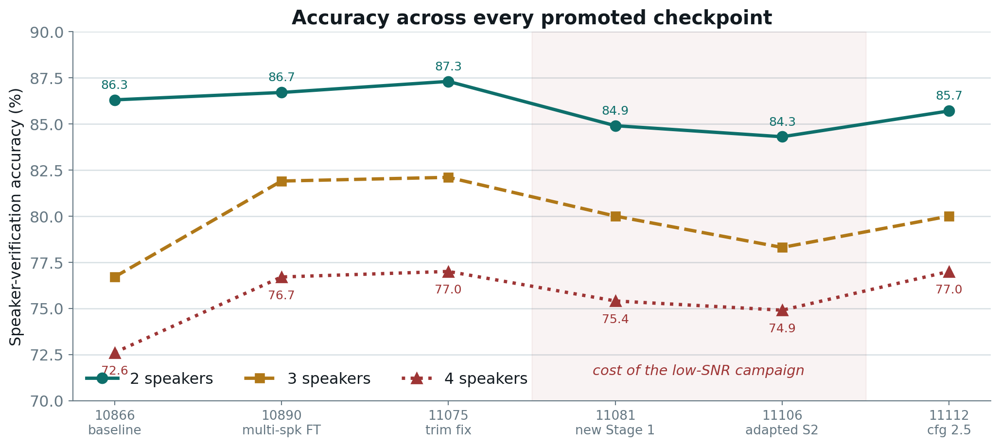 Accuracy across every promoted checkpoint
Speaker-verification accuracy (%)
90.0
87.5
85.0
82.5
80.0
77.5
75.0
72.5
70.0
86.3
86.7
87.3
84.9
84.3
85.7
72.6
76.7
77.0
75.4
74.9
77.0
2 speakers
3 speakers
4 speakers
cost of the low-SNR campaign
10866
baseline
10890
multi-spk FT
11075
trim fix
11081
new Stage 1
11106
adapted S2
11112
cfg 2.5